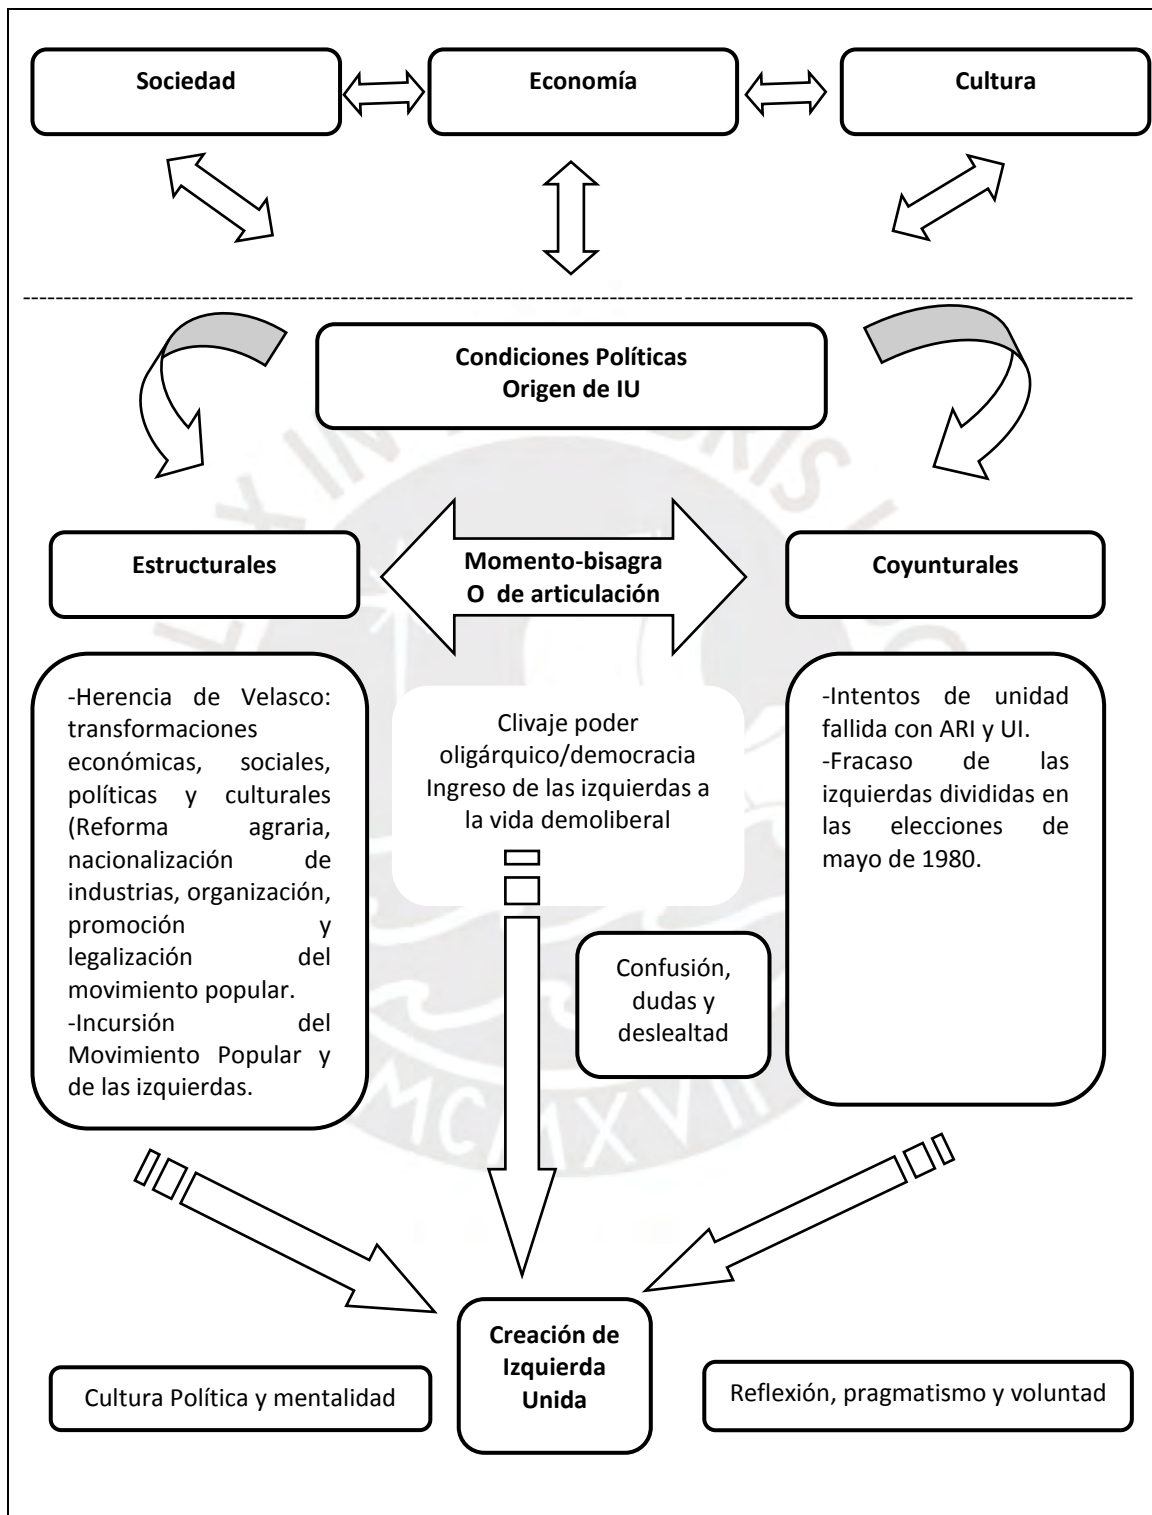 Sociedad
Economía
Cultura
Condiciones Políticas
Origen de IU
Estructurales
Momento-bisagra
O de articulación
Coyunturales
-Herencia de Velasco:
transformaciones
económicas, sociales,
políticas y culturales
(Reforma agraria,
nacionalización de
industrias, organización,
promoción y
legalización del
movimiento popular.
-Incursión del
Movimiento Popular y
de las izquierdas.
Clivaje poder
oligárquico/democracia
Ingreso de las izquierdas a
la vida demoliberal
-Intentos de unidad
fallida con ARI y UI.
-Fracaso de las
izquierdas divididas en
las elecciones de
mayo de 1980.
Confusión,
dudas y
deslealtad
Creación de
Izquierda
Unida
Cultura Política y mentalidad
Reflexión, pragmatismo y voluntad